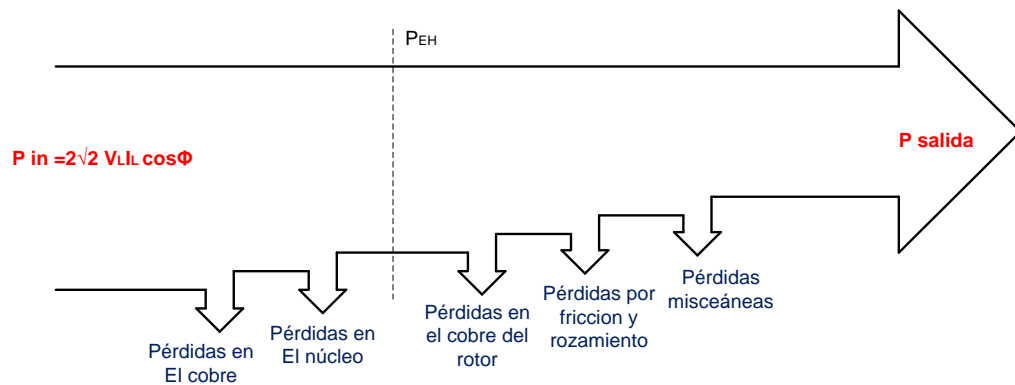 PEH
P in =2√2 VLIL cosΦ
P salida
Pérdidas en
El cobre
Pérdidas en
El núcleo
Pérdidas en
el cobre del
rotor
Pérdidas por
friccion y
rozamiento
Pérdidas
misceáneas